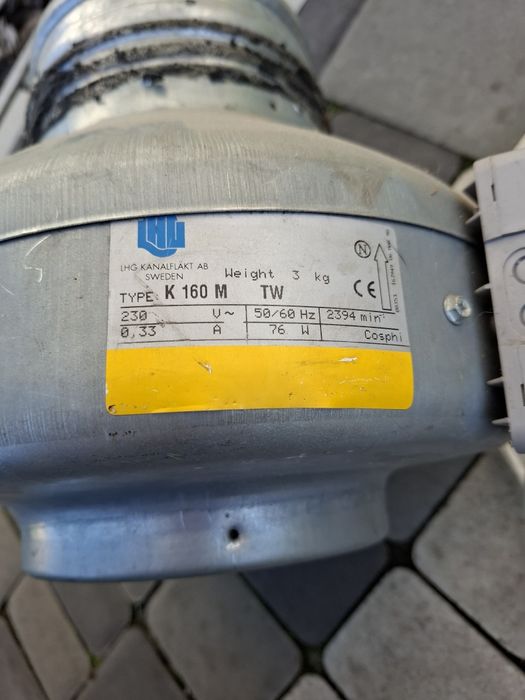 LHG KANALFLÄKT AB
SWEDEN
Weight 3 kg
N
CE
TYPE: K 160 M TW
230 V~ 50/60 Hz 2394 min⁻
0,33 A 76 W Cosphi